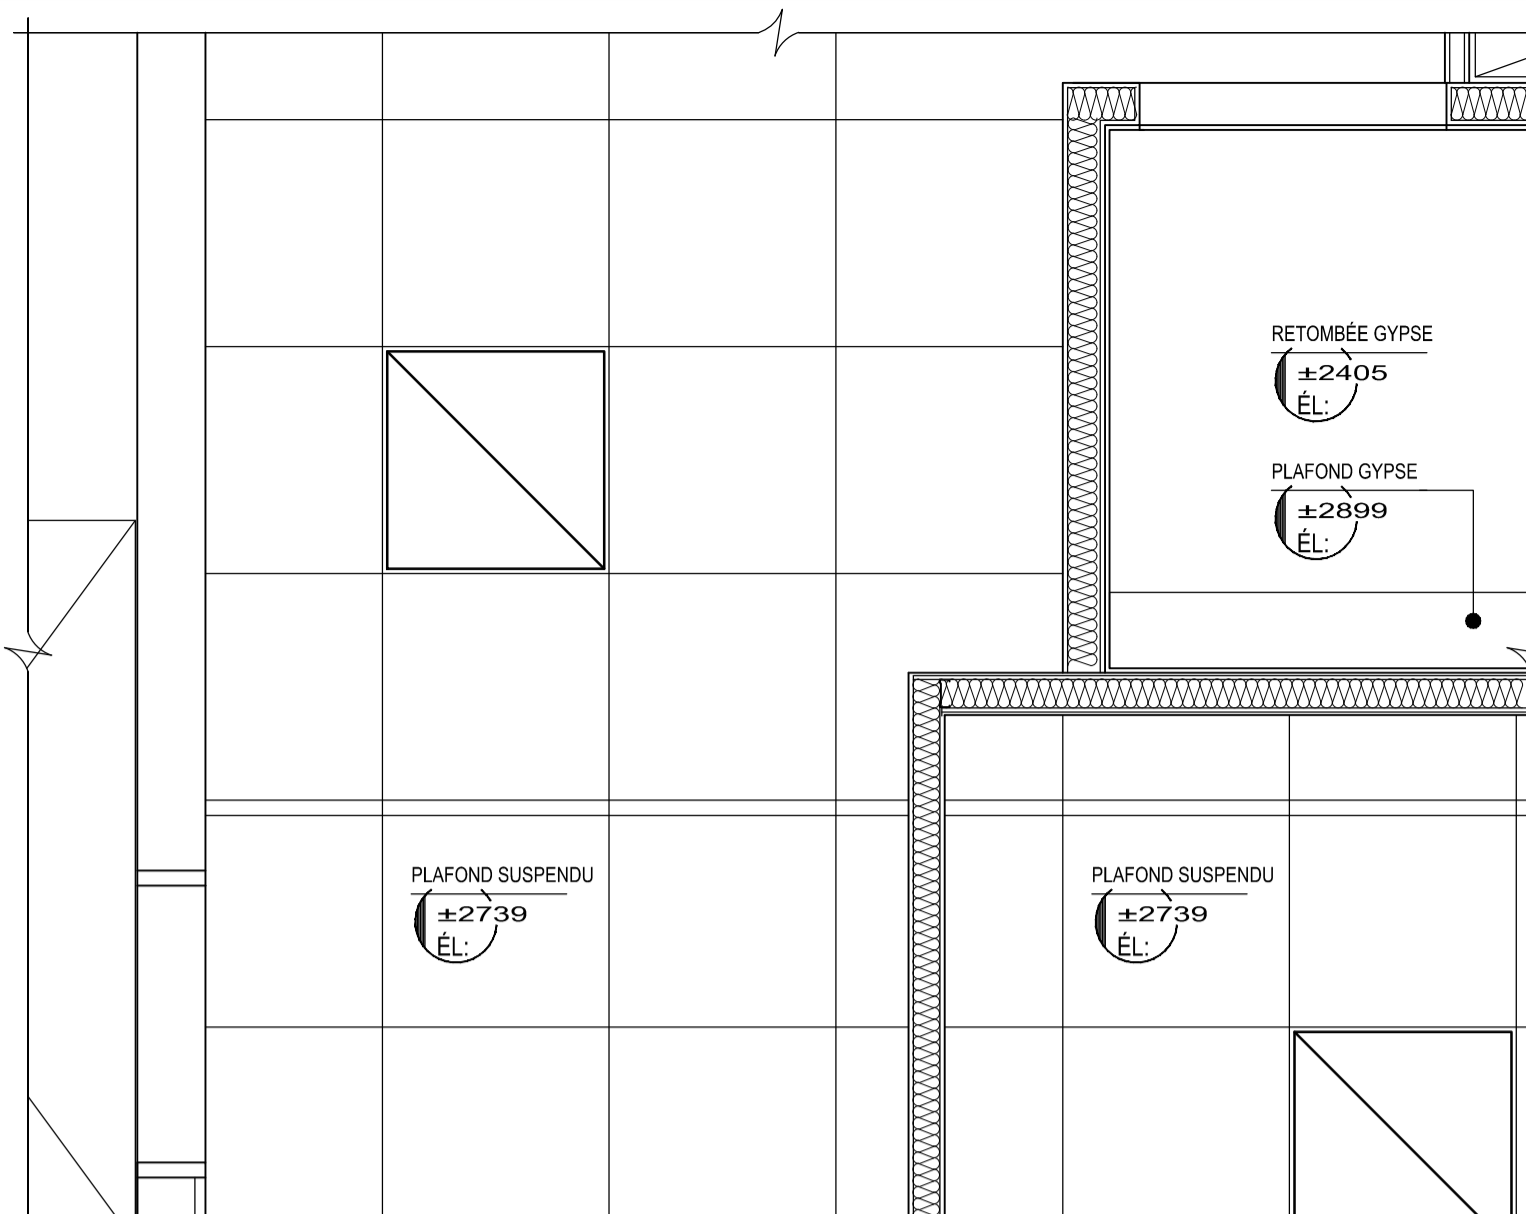 RETOMBÉE GYPSE
±2405
ÉL:
PLAFOND GYPSE
±2899
ÉL:
PLAFOND SUSPENDU
±2739
ÉL:
PLAFOND SUSPENDU
±2739
ÉL: